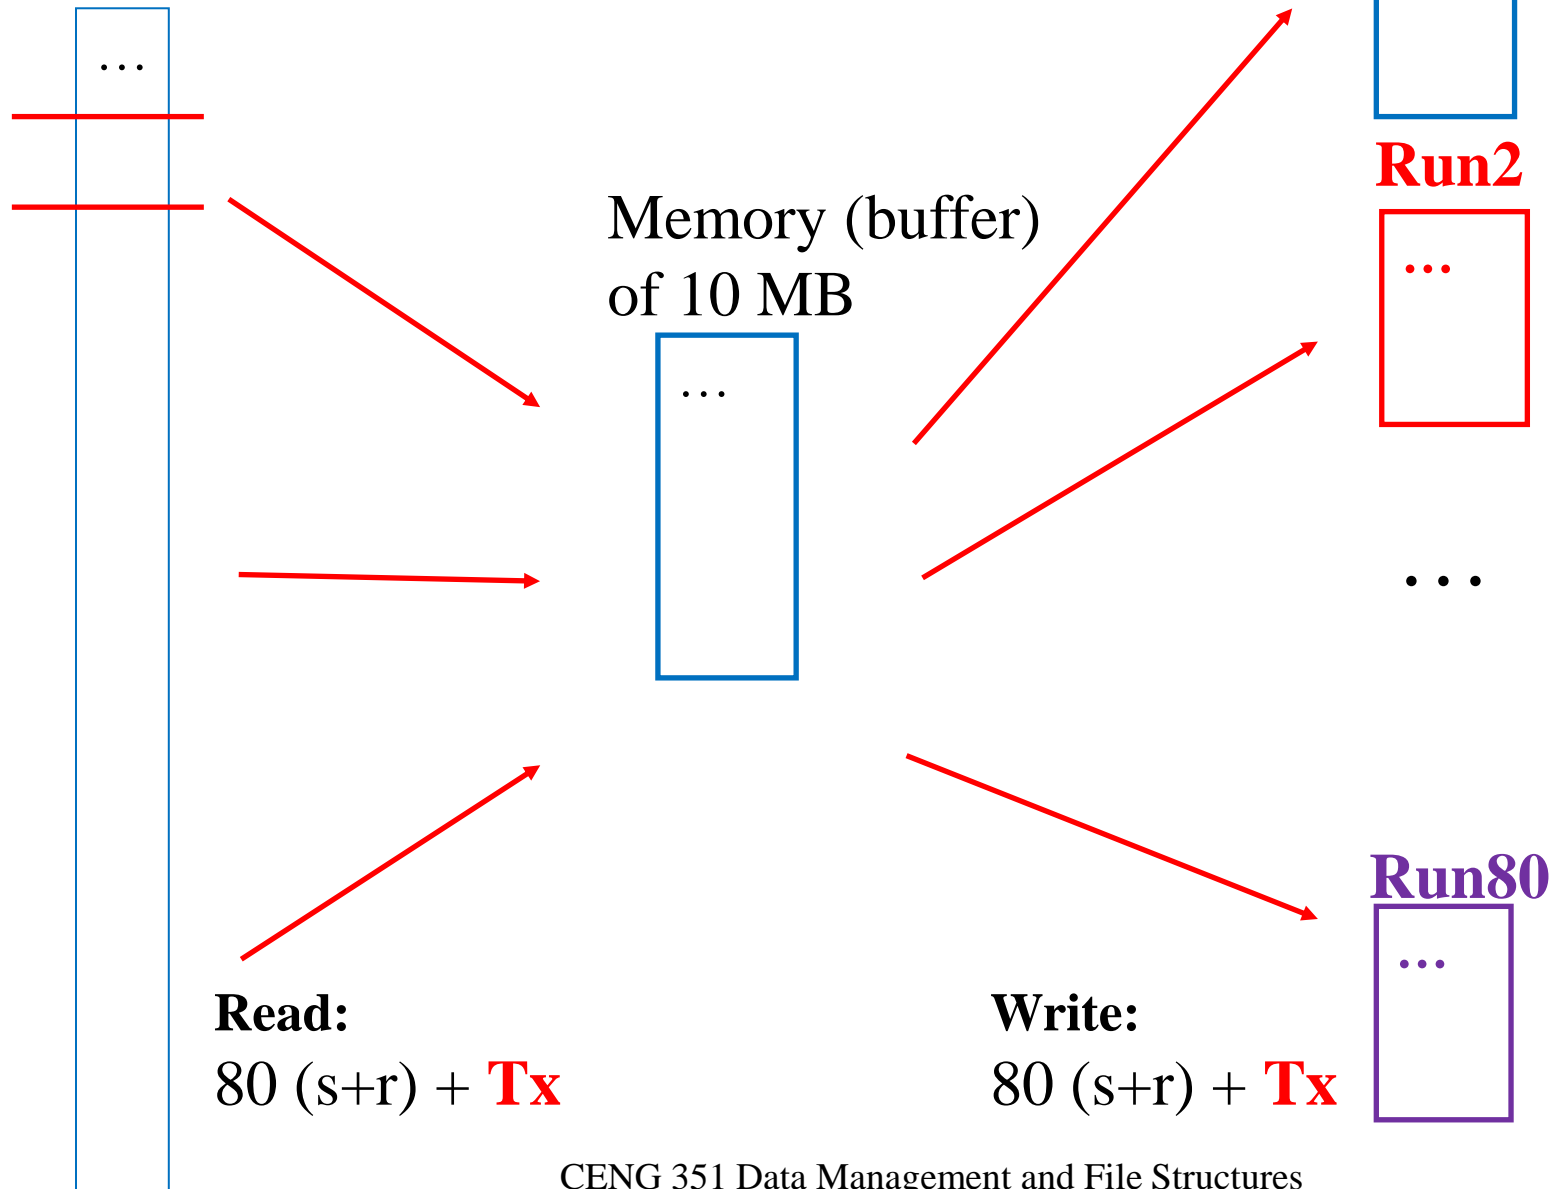 …
Run2
Memory (buffer)
of 10 MB
…
…
…
Run80
…
Read:
80 (s+r) + Tx
Write:
80 (s+r) + Tx
CENG 351 Data Management and File Structures